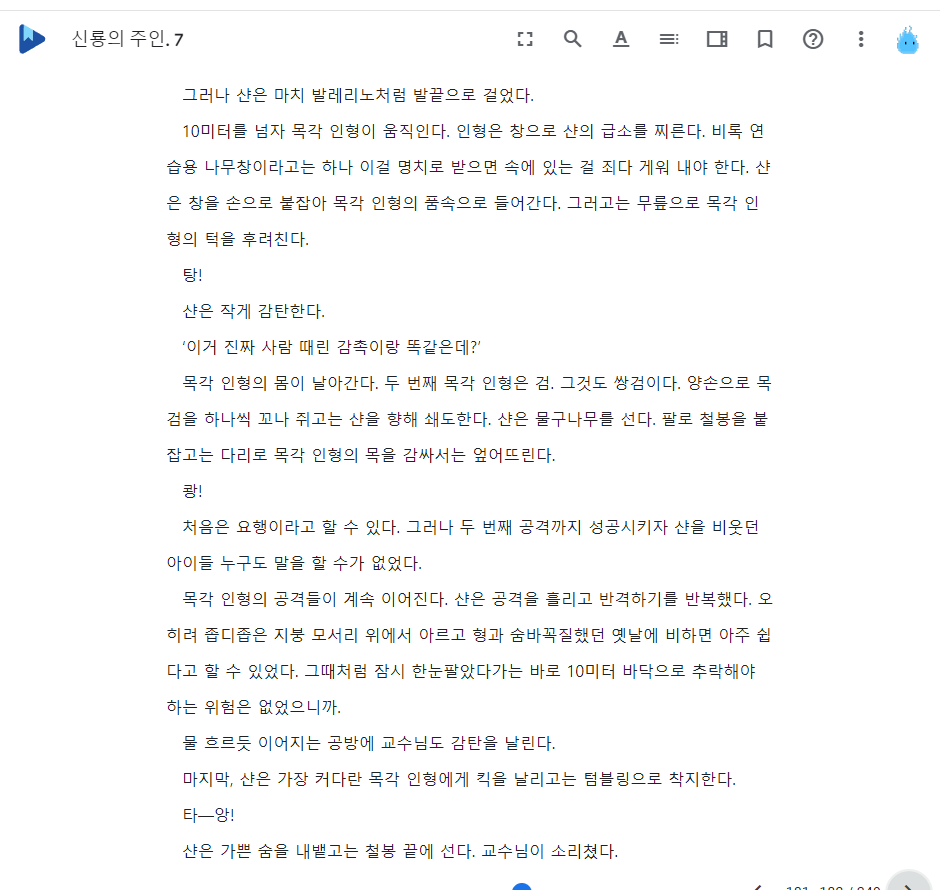 신룡의 주인. 7
그러나 샨은 마치 발레리노처럼 발끝으로 걸었다.
10미터를 넘자 목각 인형이 움직인다. 인형은 창으로 샨의 급소를 찌른다. 비록 연
습용 나무창이라고는 하나 이걸 명치로 받으면 속에 있는 걸 죄다 게워 내야 한다. 샨
은 창을 손으로 붙잡아 목각 인형의 품속으로 들어간다. 그러고는 무릎으로 목각 인
형의 턱을 후려친다.
탕!
샨은 작게 감탄한다.
‘이거 진짜 사람 때린 감촉이랑 똑같은데?’
목각 인형의 몸이 날아간다. 두 번째 목각 인형은 검. 그것도 쌍검이다. 양손으로 목
검을 하나씩 꼬나 쥐고는 샨을 향해 쇄도한다. 샨은 물구나무를 선다. 팔로 철봉을 붙
잡고는 다리로 목각 인형의 목을 감싸서는 엎어뜨린다.
쾅!
처음은 요행이라고 할 수 있다. 그러나 두 번째 공격까지 성공시키자 샨을 비웃던
아이들 누구도 말을 할 수가 없었다.
목각 인형의 공격들이 계속 이어진다. 샨은 공격을 흘리고 반격하기를 반복했다. 오
히려 좁디좁은 지붕 모서리 위에서 아르고 형과 숨바꼭질했던 옛날에 비하면 아주 쉽
다고 할 수 있었다. 그때처럼 잠시 한눈팔았다가는 바로 10미터 바닥으로 추락해야
하는 위험은 없었으니까.
물 흐르듯 이어지는 공방에 교수님도 감탄을 날린다.
마지막, 샨은 가장 커다란 목각 인형에게 킥을 날리고는 텀블링으로 착지한다.
타—앙!
샨은 가쁜 숨을 내뱉고는 철봉 끝에 선다. 교수님이 소리쳤다.